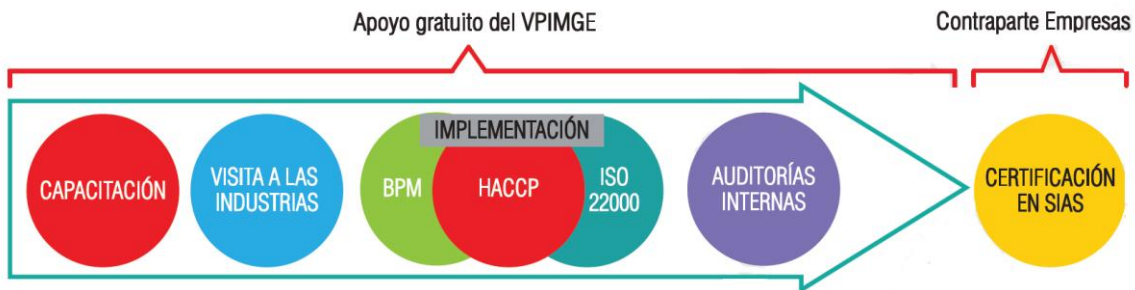 Apoyo gratuito del VPIMGE
Contraparte Empresas
CAPACITACIÓN
VISITA A LAS
INDUSTRIAS
IMPLEMENTACIÓN
BPM
HACCP
ISO
22000
AUDITORÍAS
INTERNAS
CERTIFICACIÓN
EN SIAS